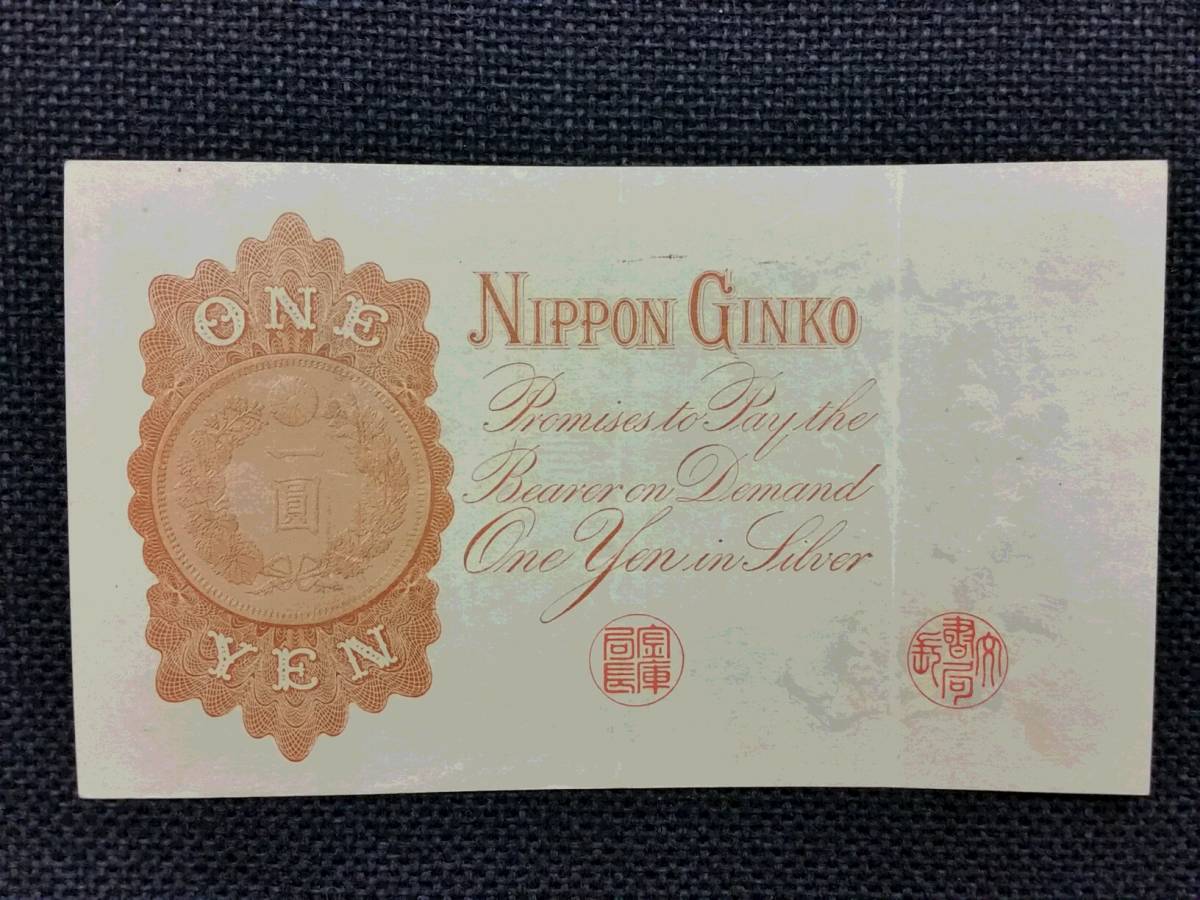 ONE
一圓
YEN
NIPPON GINKO
Promises to Pay the
Bearer on Demand
One Yen in Silver
金庫局長
文書局長